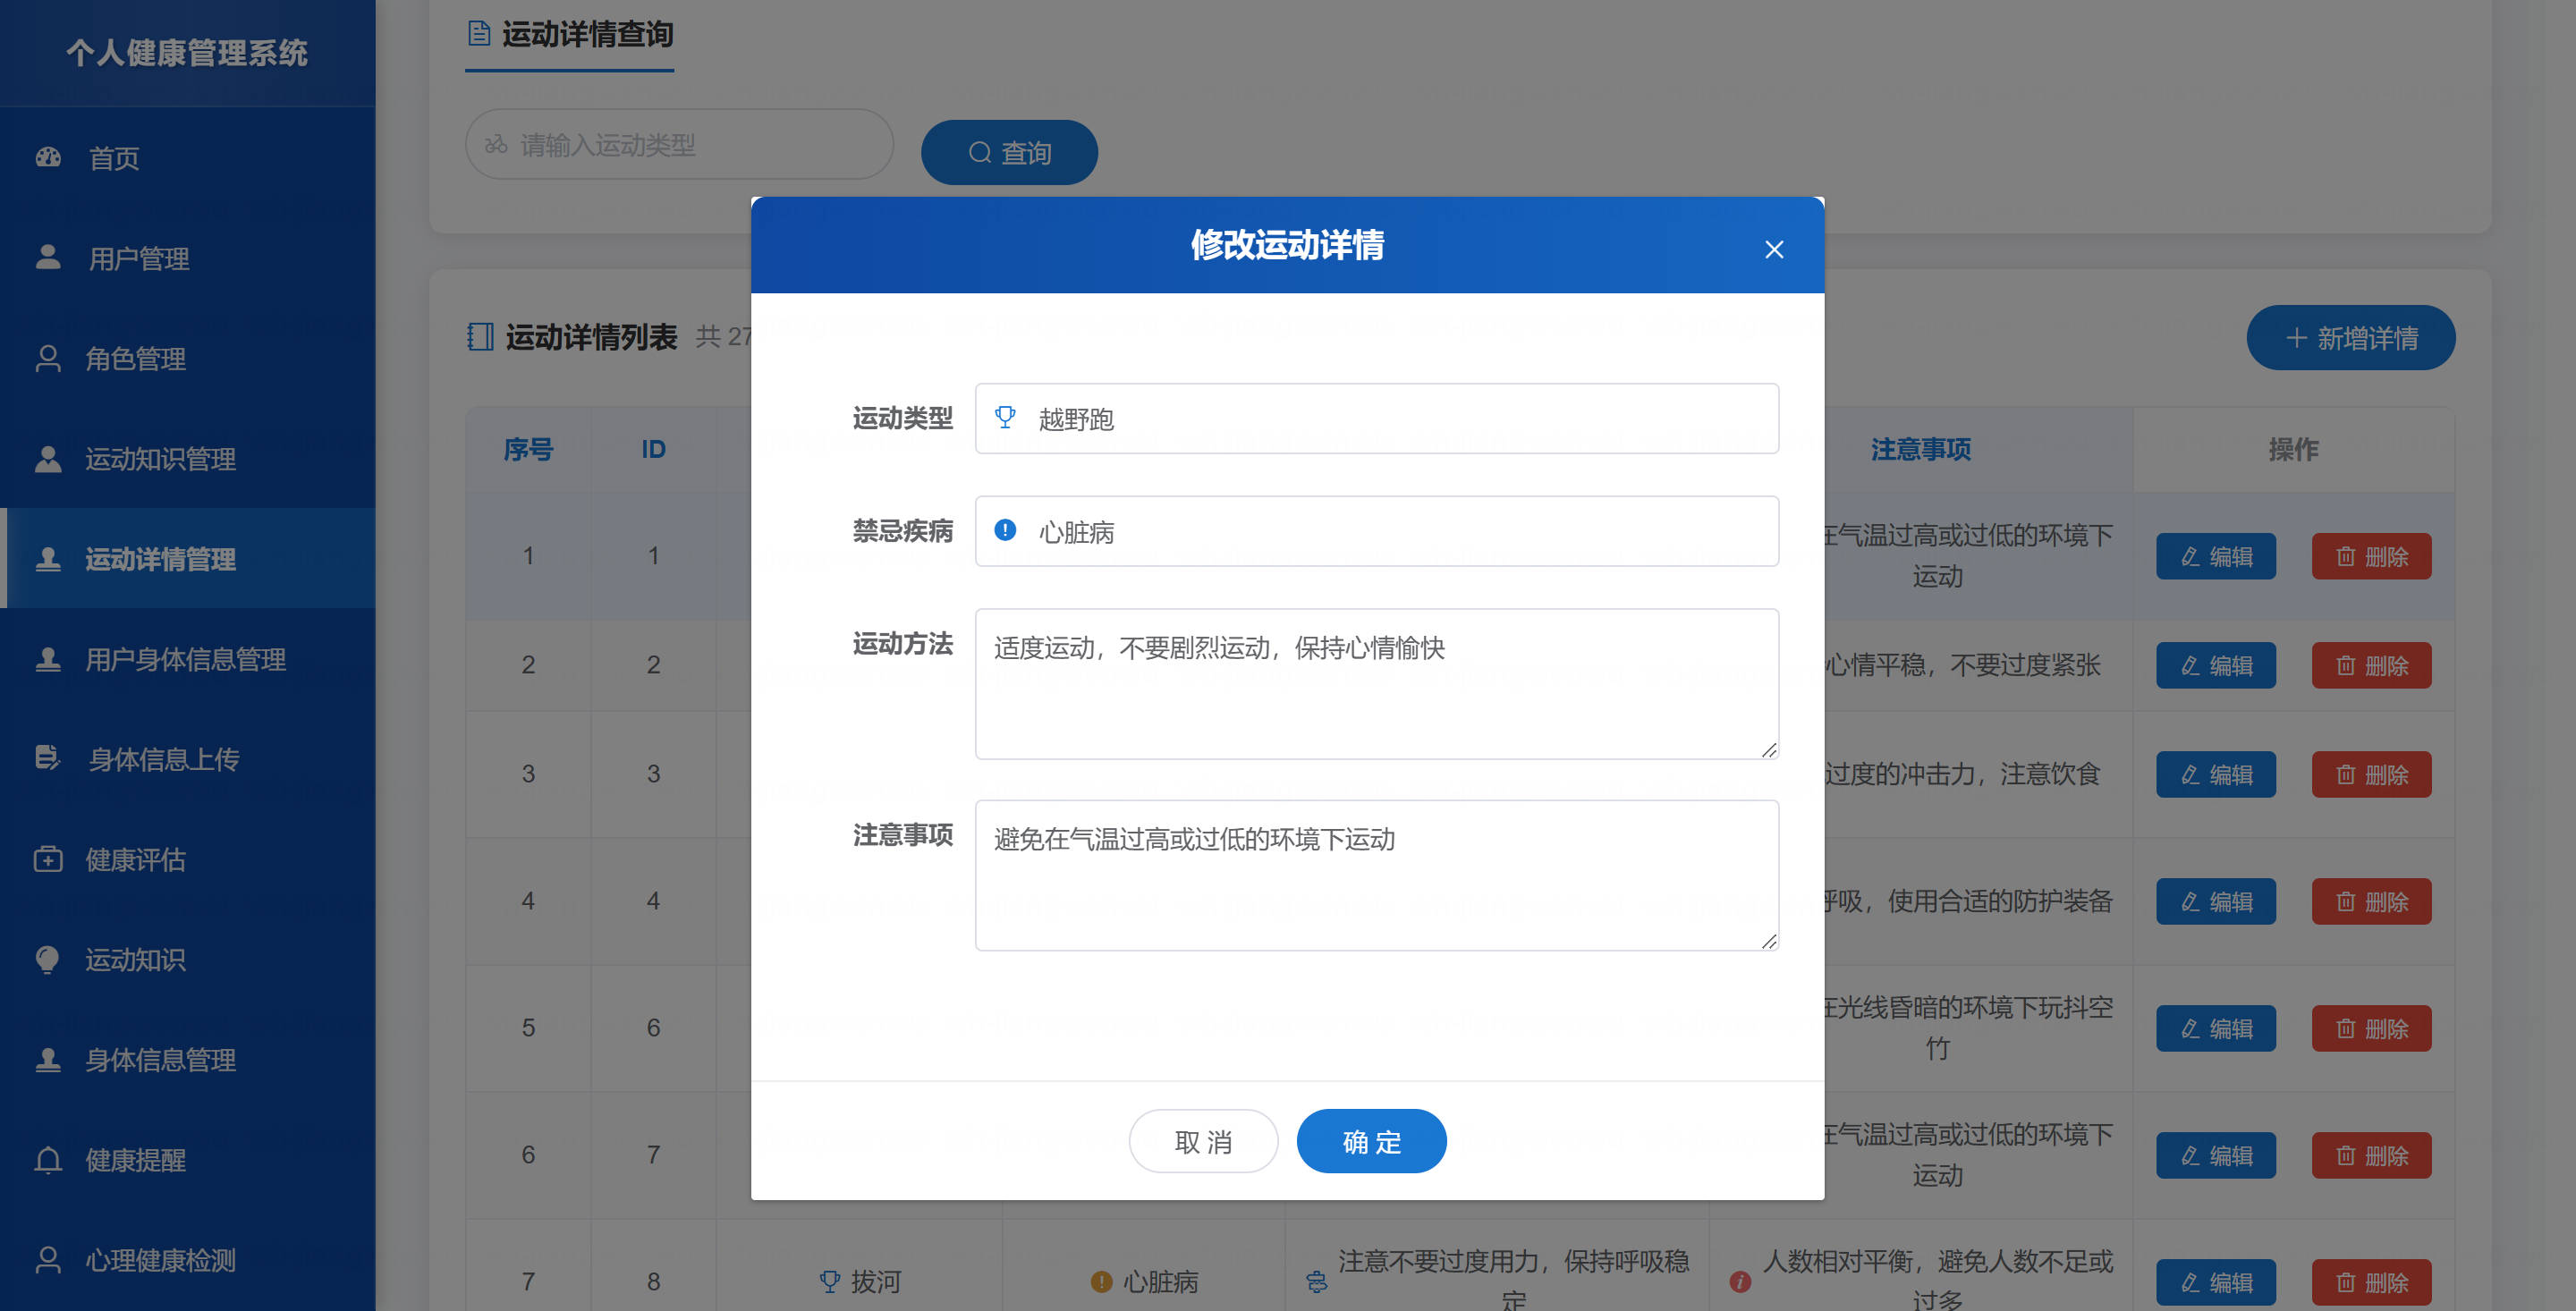 个人健康管理系统
首页
用户管理
角色管理
运动知识管理
运动详情管理
用户身体信息管理
身体信息上传
健康评估
运动知识
身体信息管理
健康提醒
心理健康检测
运动详情查询
请输入运动类型
查询
运动详情列表 共 27
新增详情
序号 ID 注意事项 操作
1 1 在气温过高或过低的环境下
运动 编辑 删除
2 2 心情平稳，不要过度紧张 编辑 删除
3 3 过度的冲击力，注意饮食 编辑 删除
4 4 呼吸，使用合适的防护装备 编辑 删除
5 6 在光线昏暗的环境下玩抖空
竹 编辑 删除
6 7 在气温过高或过低的环境下
运动 编辑 删除
7 8 拔河 心脏病 注意不要过度用力，保持呼吸稳
定 人数相对平衡，避免人数不足或
过多 编辑 删除
修改运动详情
运动类型 越野跑
禁忌疾病 心脏病
运动方法 适度运动，不要剧烈运动，保持心情愉快
注意事项 避免在气温过高或过低的环境下运动
取 消 确 定